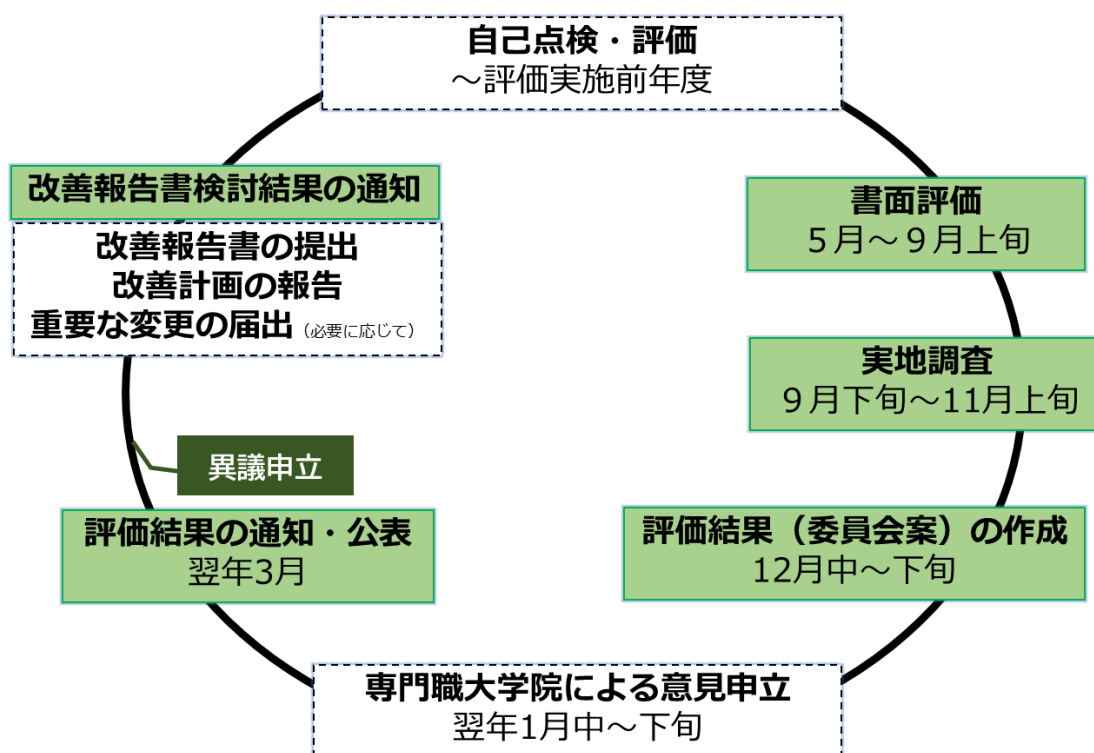 自己点検・評価
～評価実施前年度
書面評価
５月～９月上旬
実地調査
９月下旬～11月上旬
評価結果（委員会案）の作成
12月中～下旬
専門職大学院による意見申立
翌年1月中～下旬
評価結果の通知・公表
翌年3月
異議申立
改善報告書検討結果の通知
改善報告書の提出
改善計画の報告
重要な変更の届出（必要に応じて）